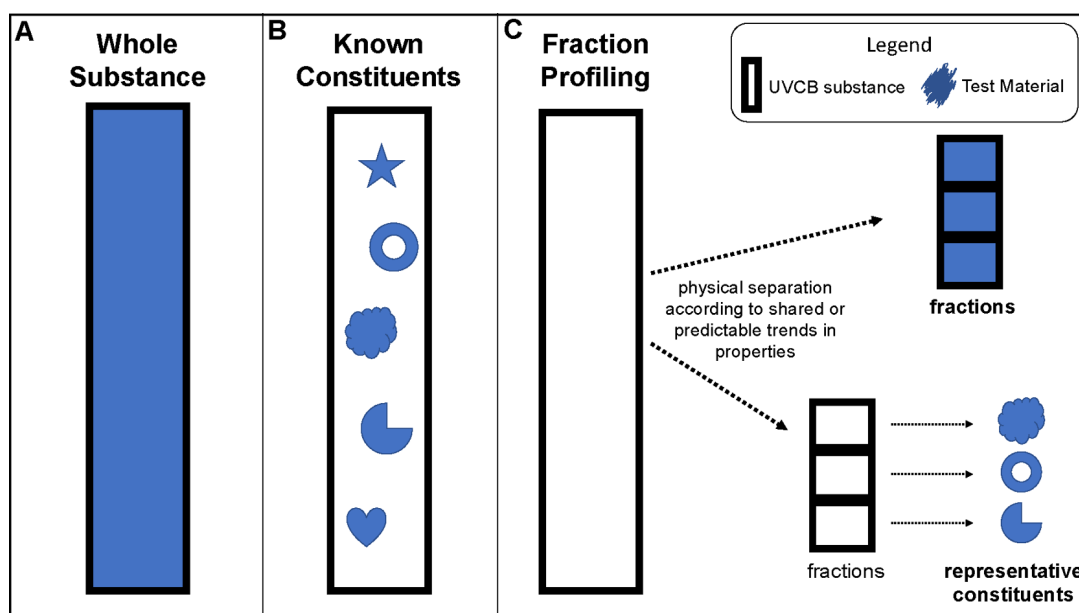 A
Whole
Substance
B
Known
Constituents
C
Fraction
Profiling
Legend
UVCB substance
Test Material
physical separation
according to shared or
predictable trends in
properties
fractions
fractions
representative
constituents